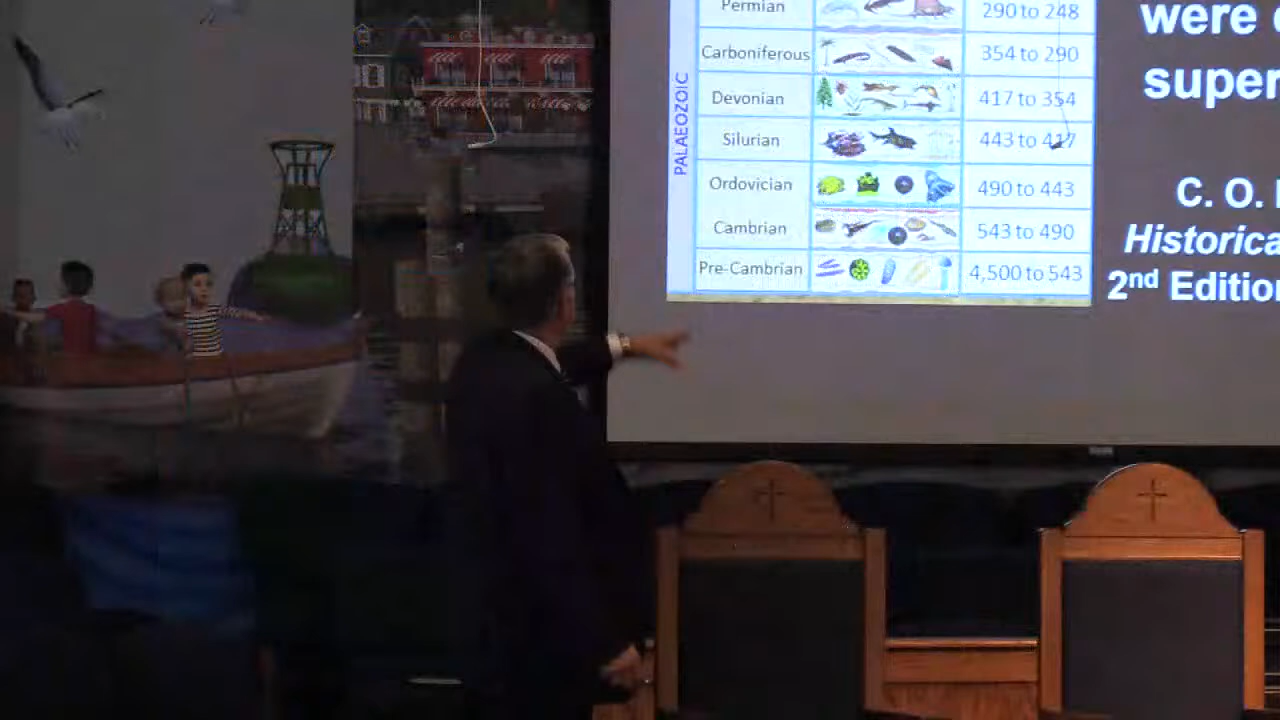 Permian
290 to 248
were
super
Carboniferous
354 to 290
Devonian
417 to 354
PALAEOZOIC
Silurian
443 to 417
Ordovician
490 to 443
C. O.
Cambrian
543 to 490
Historica
Pre-Cambrian
4,500 to 543
2nd Edition